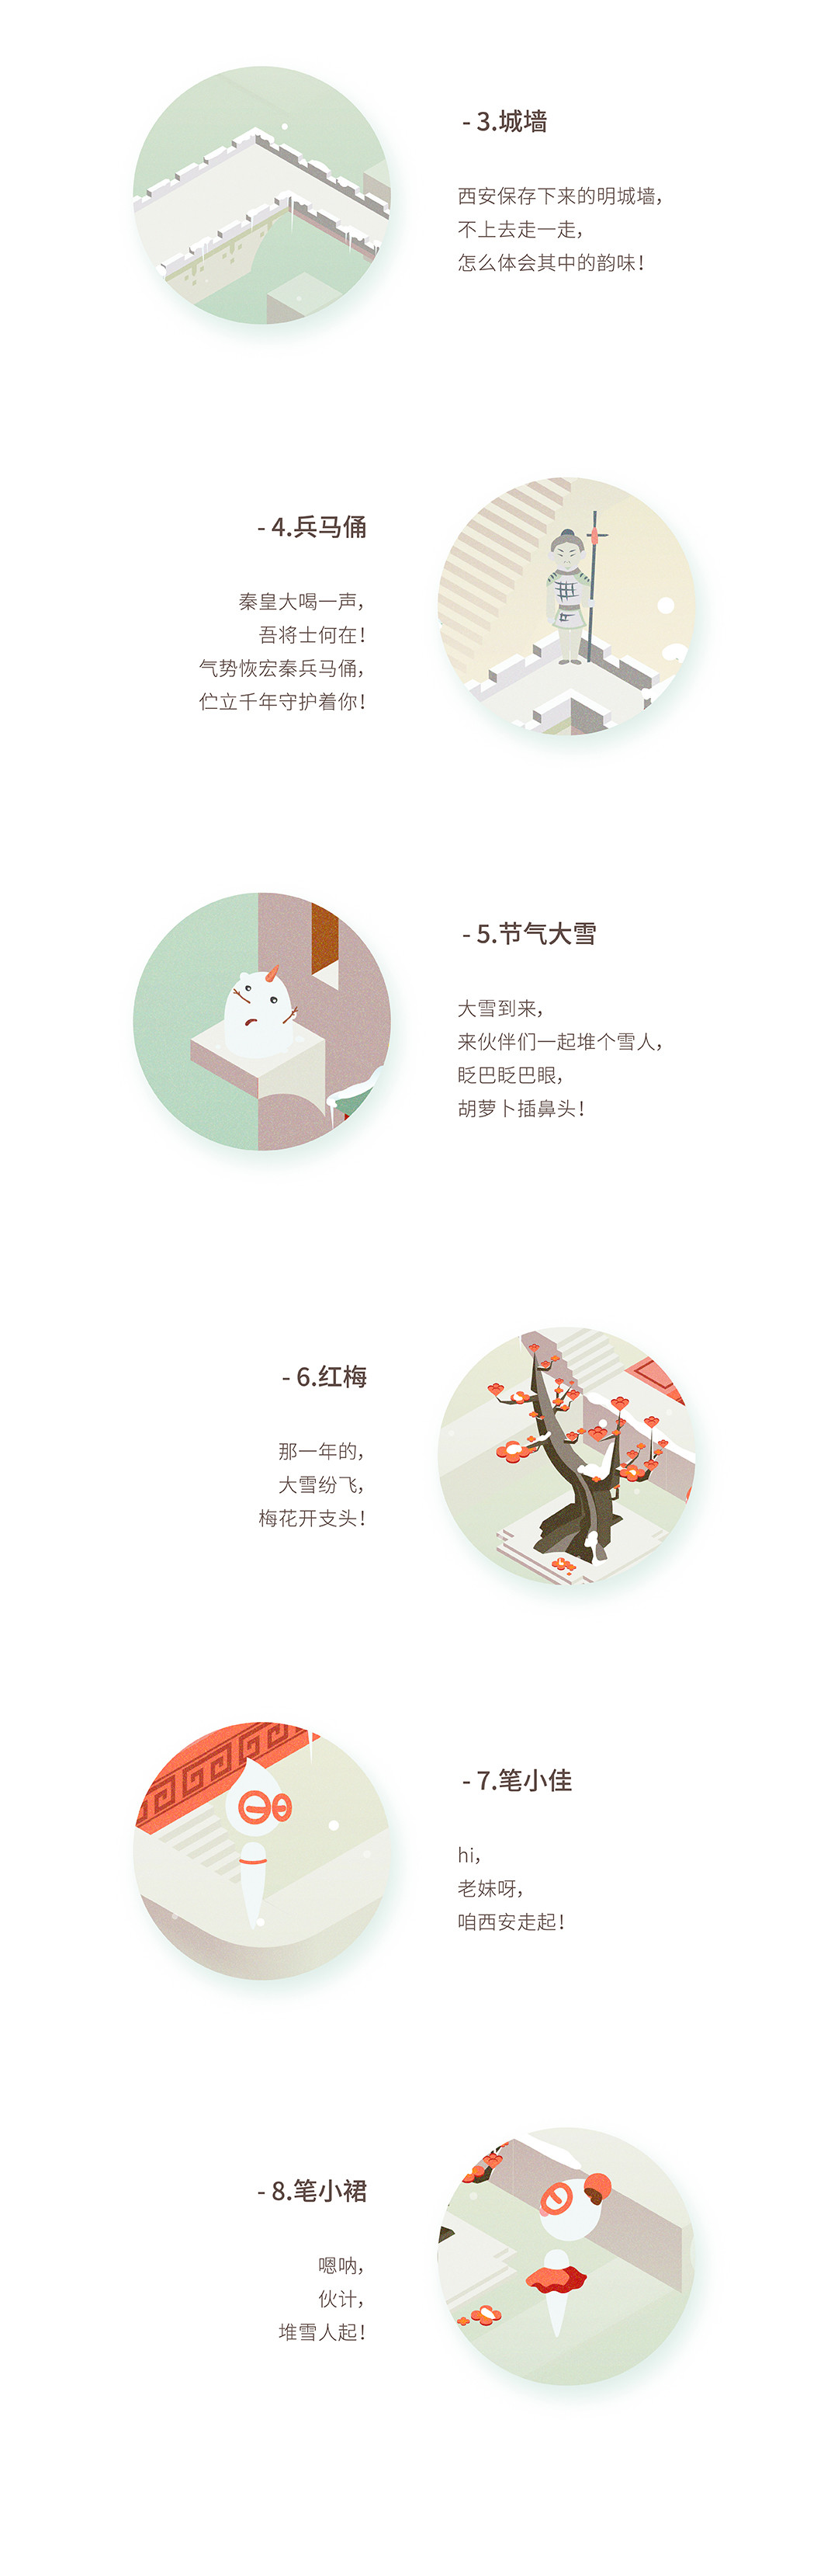 - 3.城墙
西安保存下来的明城墙，
不上去走一走，
怎么体会其中的韵味！
- 4.兵马俑
秦皇大喝一声，
吾将士何在！
气势恢宏秦兵马俑，
伫立千年守护着你！
- 5.节气大雪
大雪到来，
来伙伴们一起堆个雪人，
眨巴眨巴眼，
胡萝卜插鼻头！
- 6.红梅
那一年的，
大雪纷飞，
梅花开支头！
- 7.笔小佳
hi，
老妹呀，
咱西安走起！
- 8.笔小裙
嗯呐，
伙计，
堆雪人起！